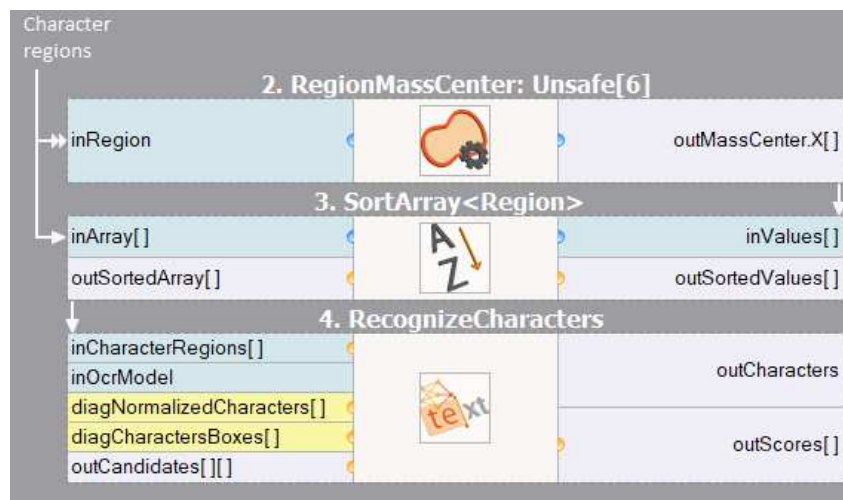 Character
regions
2. RegionMassCenter: Unsafe[6]
inRegion
outMassCenter.X[]
3. SortArray<Region>
inArray[]
A
Z
inValues[]
outSortedArray[]
outSortedValues[]
4. RecognizeCharacters
inCharacterRegions[]
inOcrModel
diagNormalizedCharacters[]
diagCharactersBoxes[]
outCandidates[][]
text
outCharacters
outScores[]